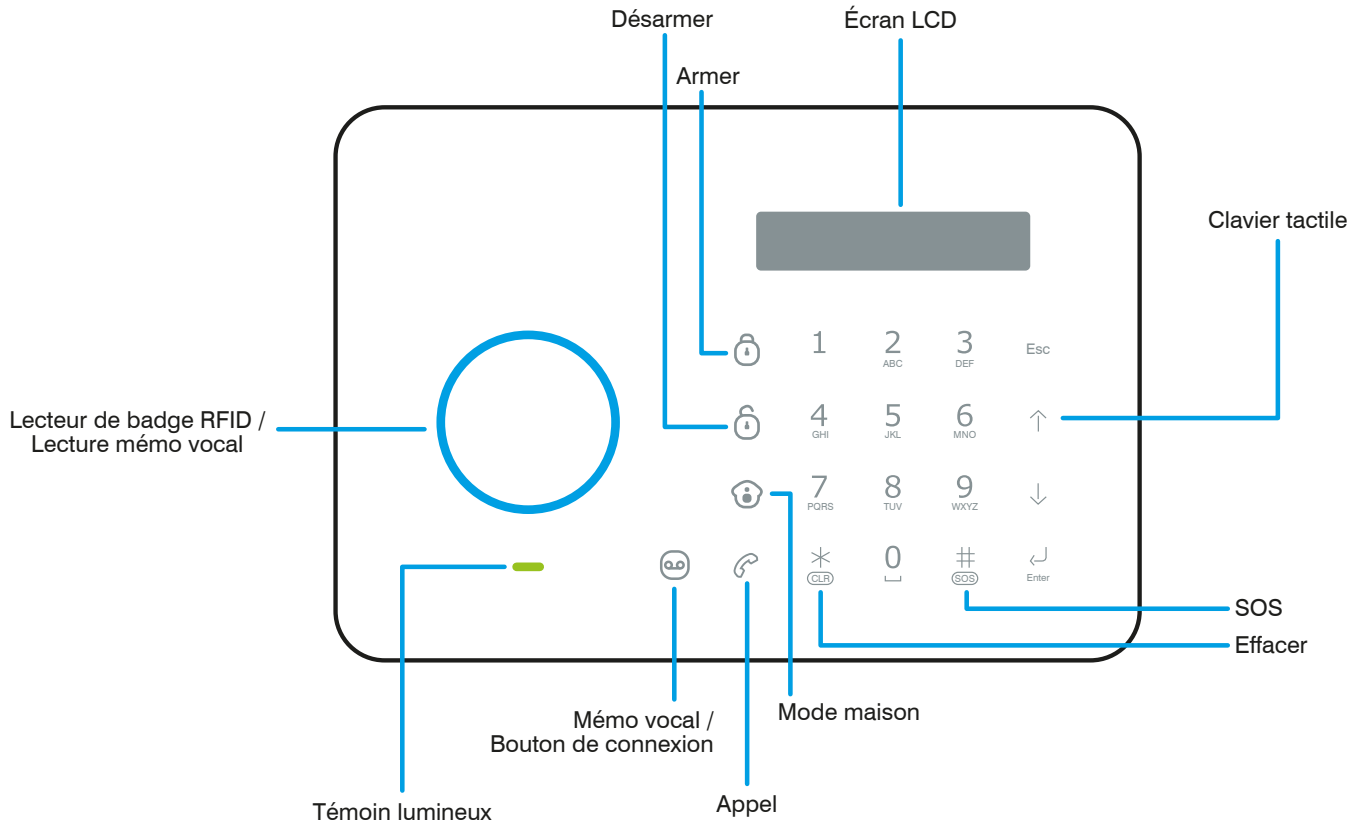 Désarmer
Écran LCD
Armer
Clavier tactile
1
2
ABC
3
DEF
Esc
Lecteur de badge RFID /
Lecture mémo vocal
4
GHI
5
JKL
6
MNO
7
PQRS
8
TUV
9
WXYZ
*
CLR
0
#
SOS
Enter
SOS
Effacer
Mode maison
Mémo vocal /
Bouton de connexion
Appel
Témoin lumineux